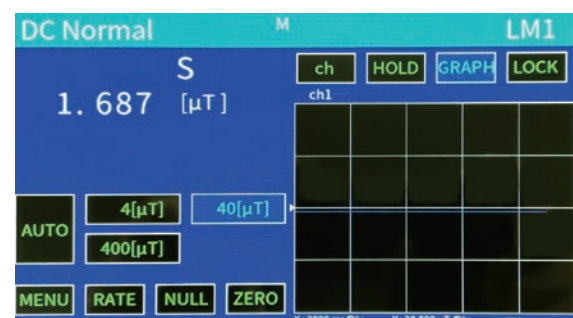 DC Normal M LM1
S
1.687 [μT]
ch HOLD GRAPH LOCK
ch1
4[μT] 40[μT]
AUTO
400[μT]
MENU RATE NULL ZERO